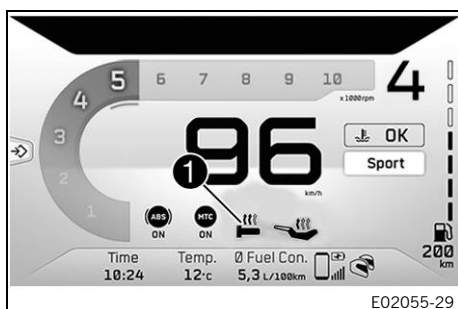 5 6 7 8 9 10
x1000rpm
4
4
3
2
1
96
km/h
OK
Sport
1
ABS
ON
MTC
ON
Time
10:24
Temp.
12°C
Ø Fuel Con.
5,3 L/100km
200
km
E02055-29